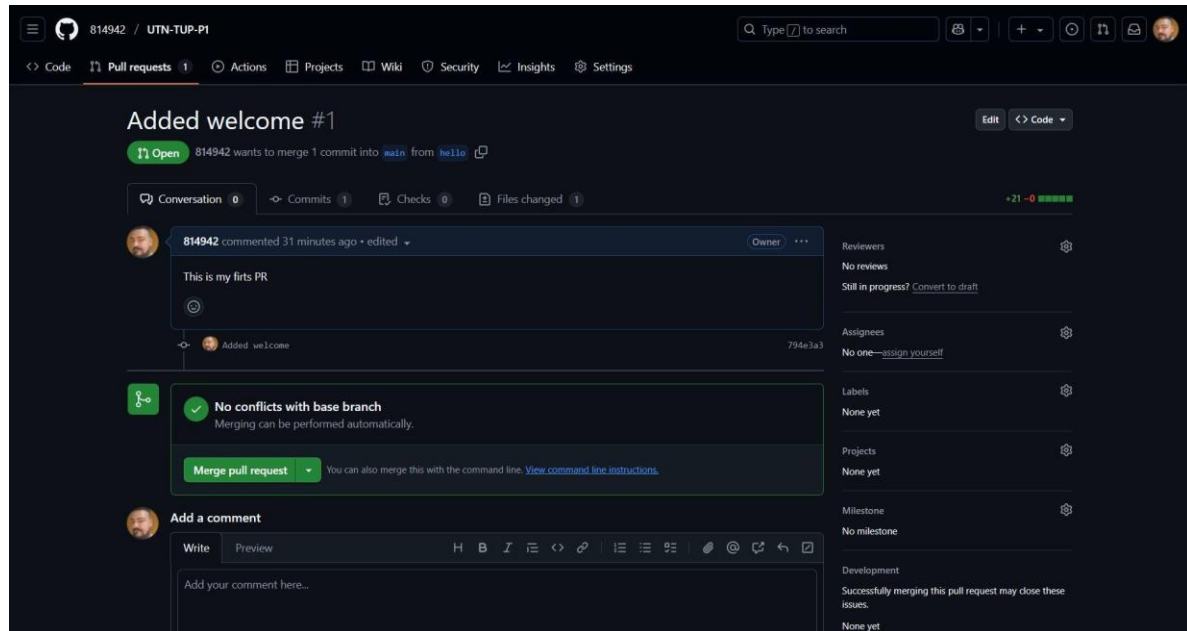 814942 / UTN-TUP-P1
Type / to search
Code Pull requests 1 Actions Projects Wiki Security Insights Settings
Added welcome #1
Edit Code
Open 814942 wants to merge 1 commit into main from hello
Conversation 0 Commits 1 Checks 0 Files changed 1
+21 −0
814942 commented 31 minutes ago • edited
Owner
This is my firts PR
Added welcome 794e3a3
No conflicts with base branch
Merging can be performed automatically.
Merge pull request You can also merge this with the command line. View command line instructions.
Add a comment
Write Preview
Add your comment here...
Reviewers
No reviews
Still in progress? Convert to draft
Assignees
No one—assign yourself
Labels
None yet
Projects
None yet
Milestone
No milestone
Development
Successfully merging this pull request may close these
issues.
None yet